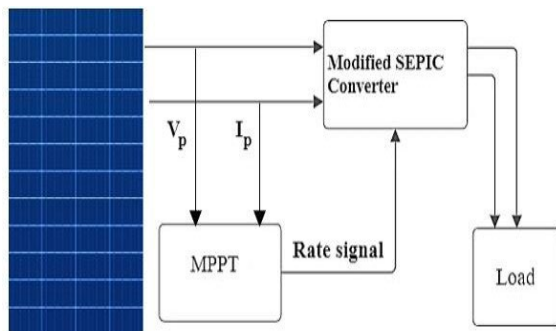 Modified SEPIC
Converter
V_p
I_p
MPPT
Rate signal
Load